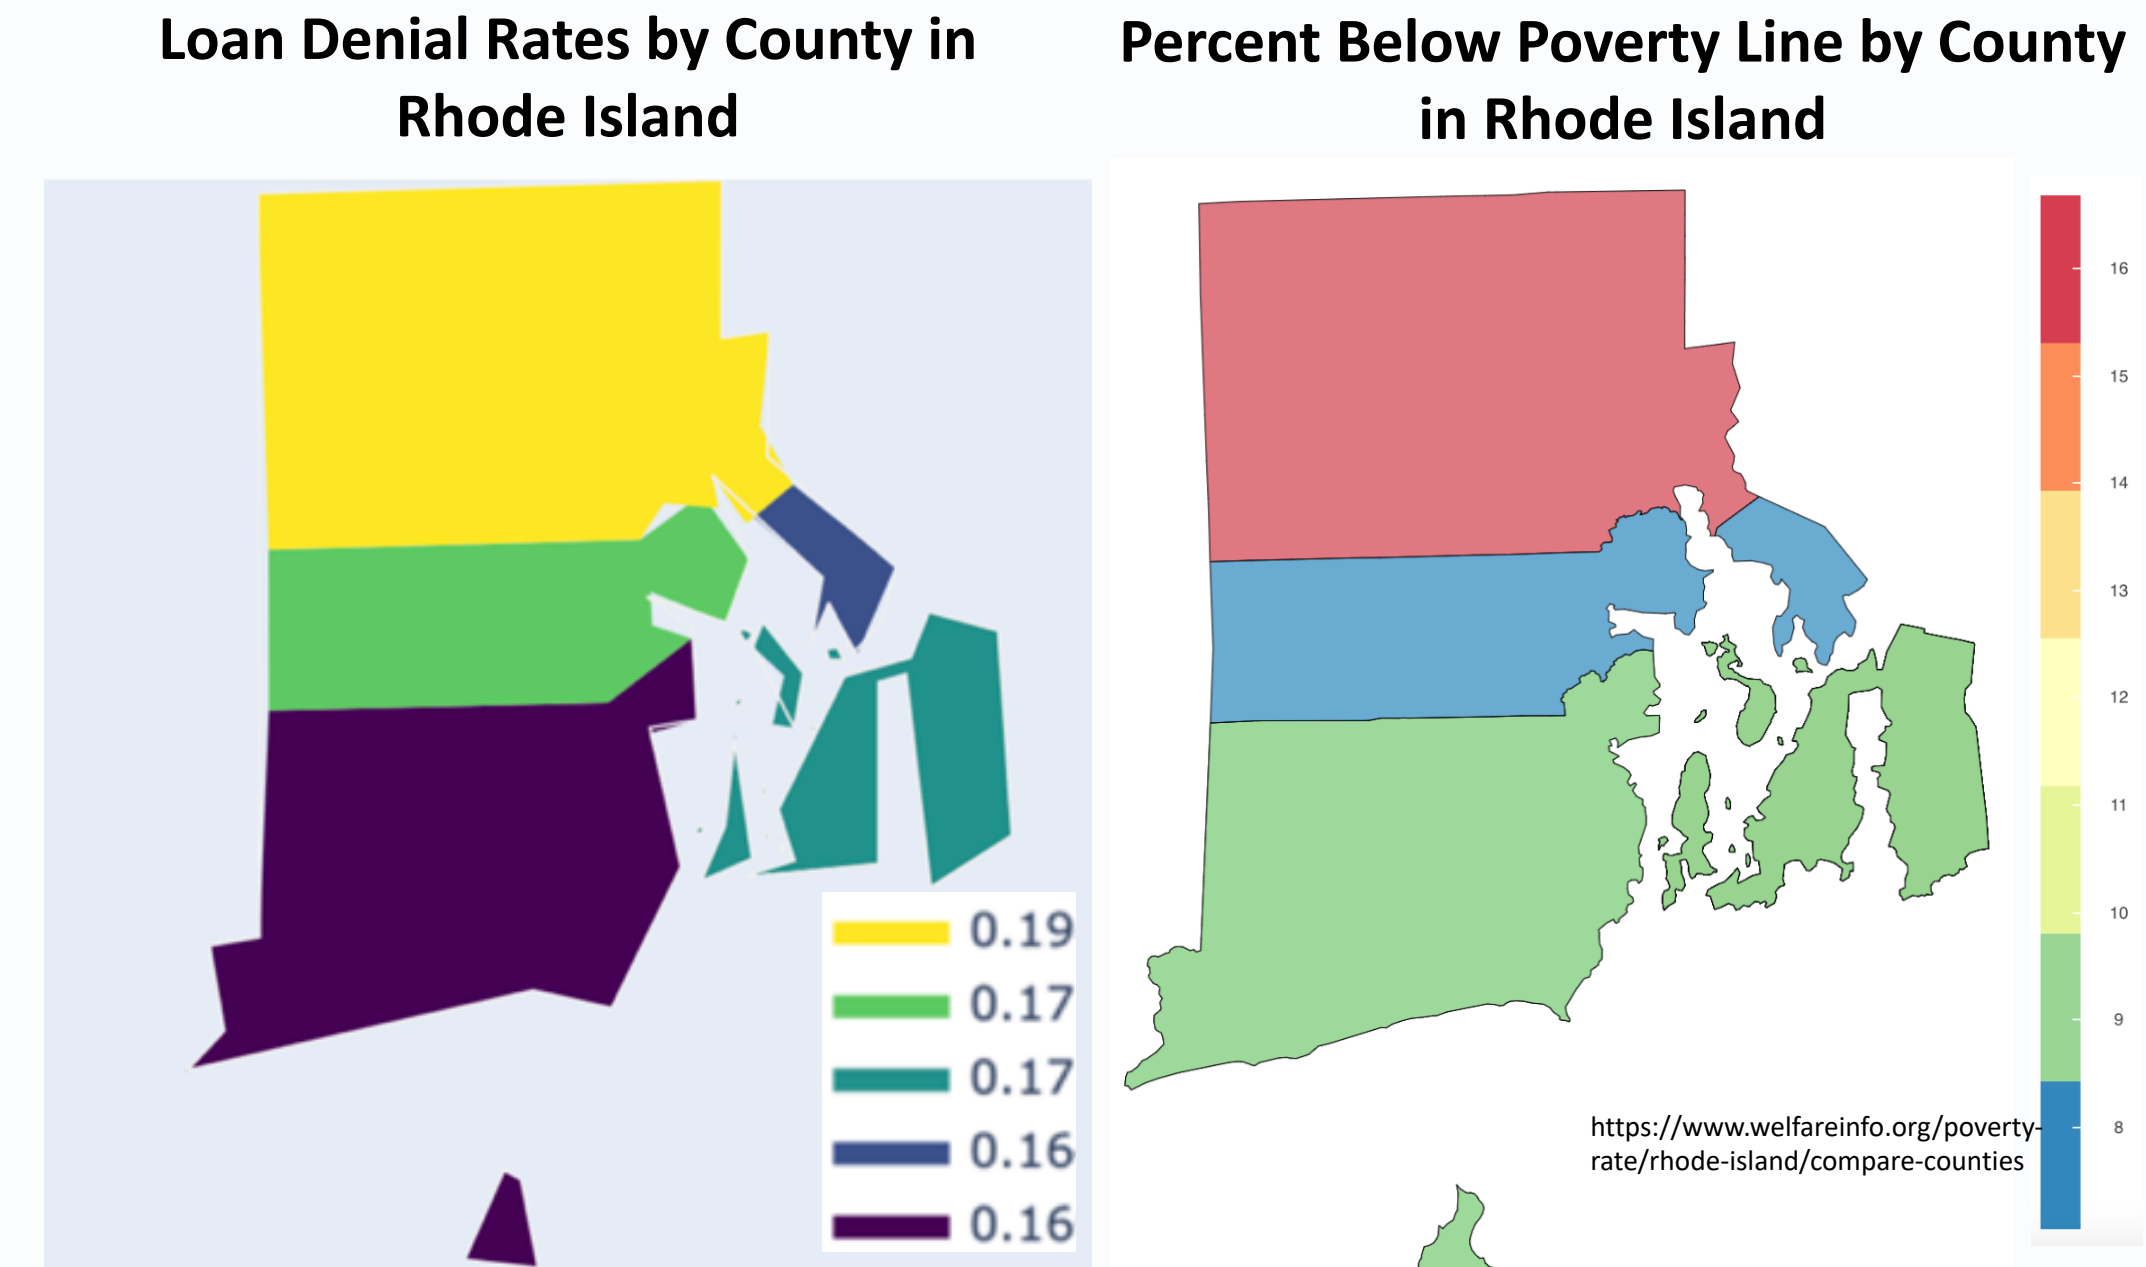 Loan Denial Rates by County in
Rhode Island
Percent Below Poverty Line by County
in Rhode Island
0.19
0.17
0.17
0.16
0.16
16
15
14
13
12
11
10
9
8
https://www.welfareinfo.org/poverty-
rate/rhode-island/compare-counties